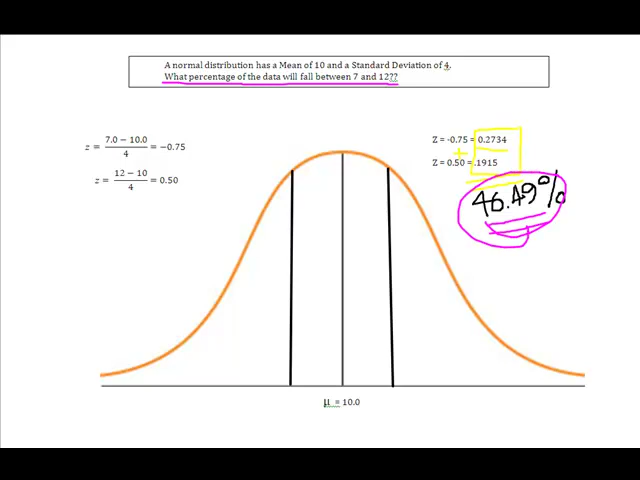 A normal distribution has a Mean of 10 and a Standard Deviation of 4.
What percentage of the data will fall between 7 and 12??
z = (7.0 − 10.0)/4 = −0.75
z = (12 − 10)/4 = 0.50
Z = -0.75 = 0.2734
+
Z = 0.50 = .1915
46.49%
μ = 10.0